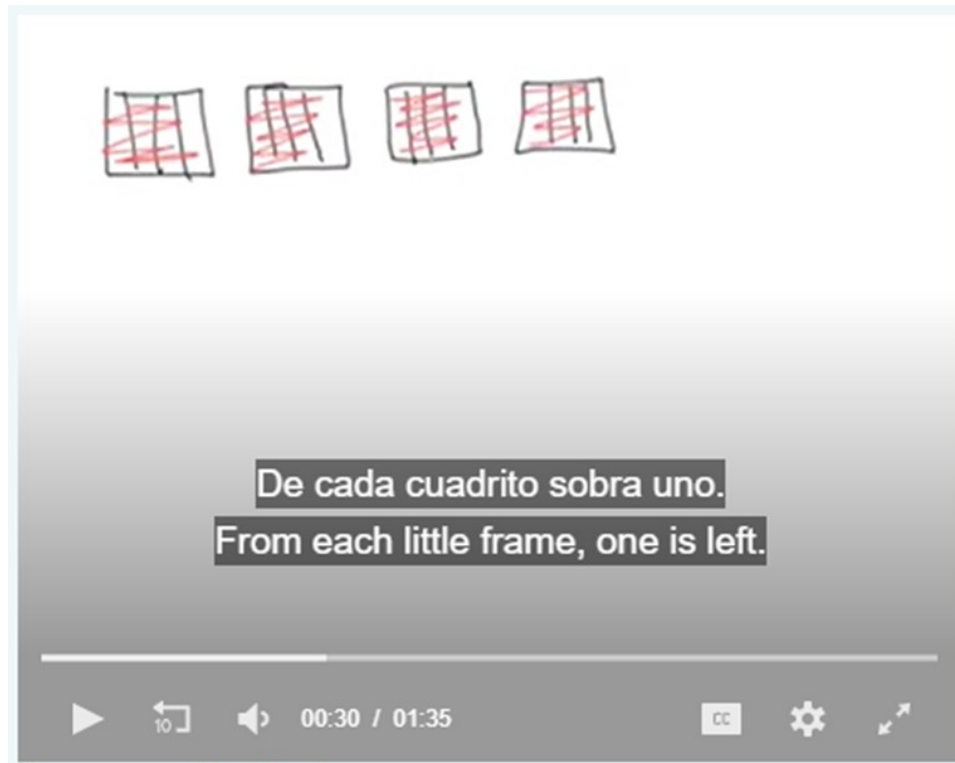 De cada cuadrito sobra uno.
From each little frame, one is left.
10 00:30 / 01:35 CC